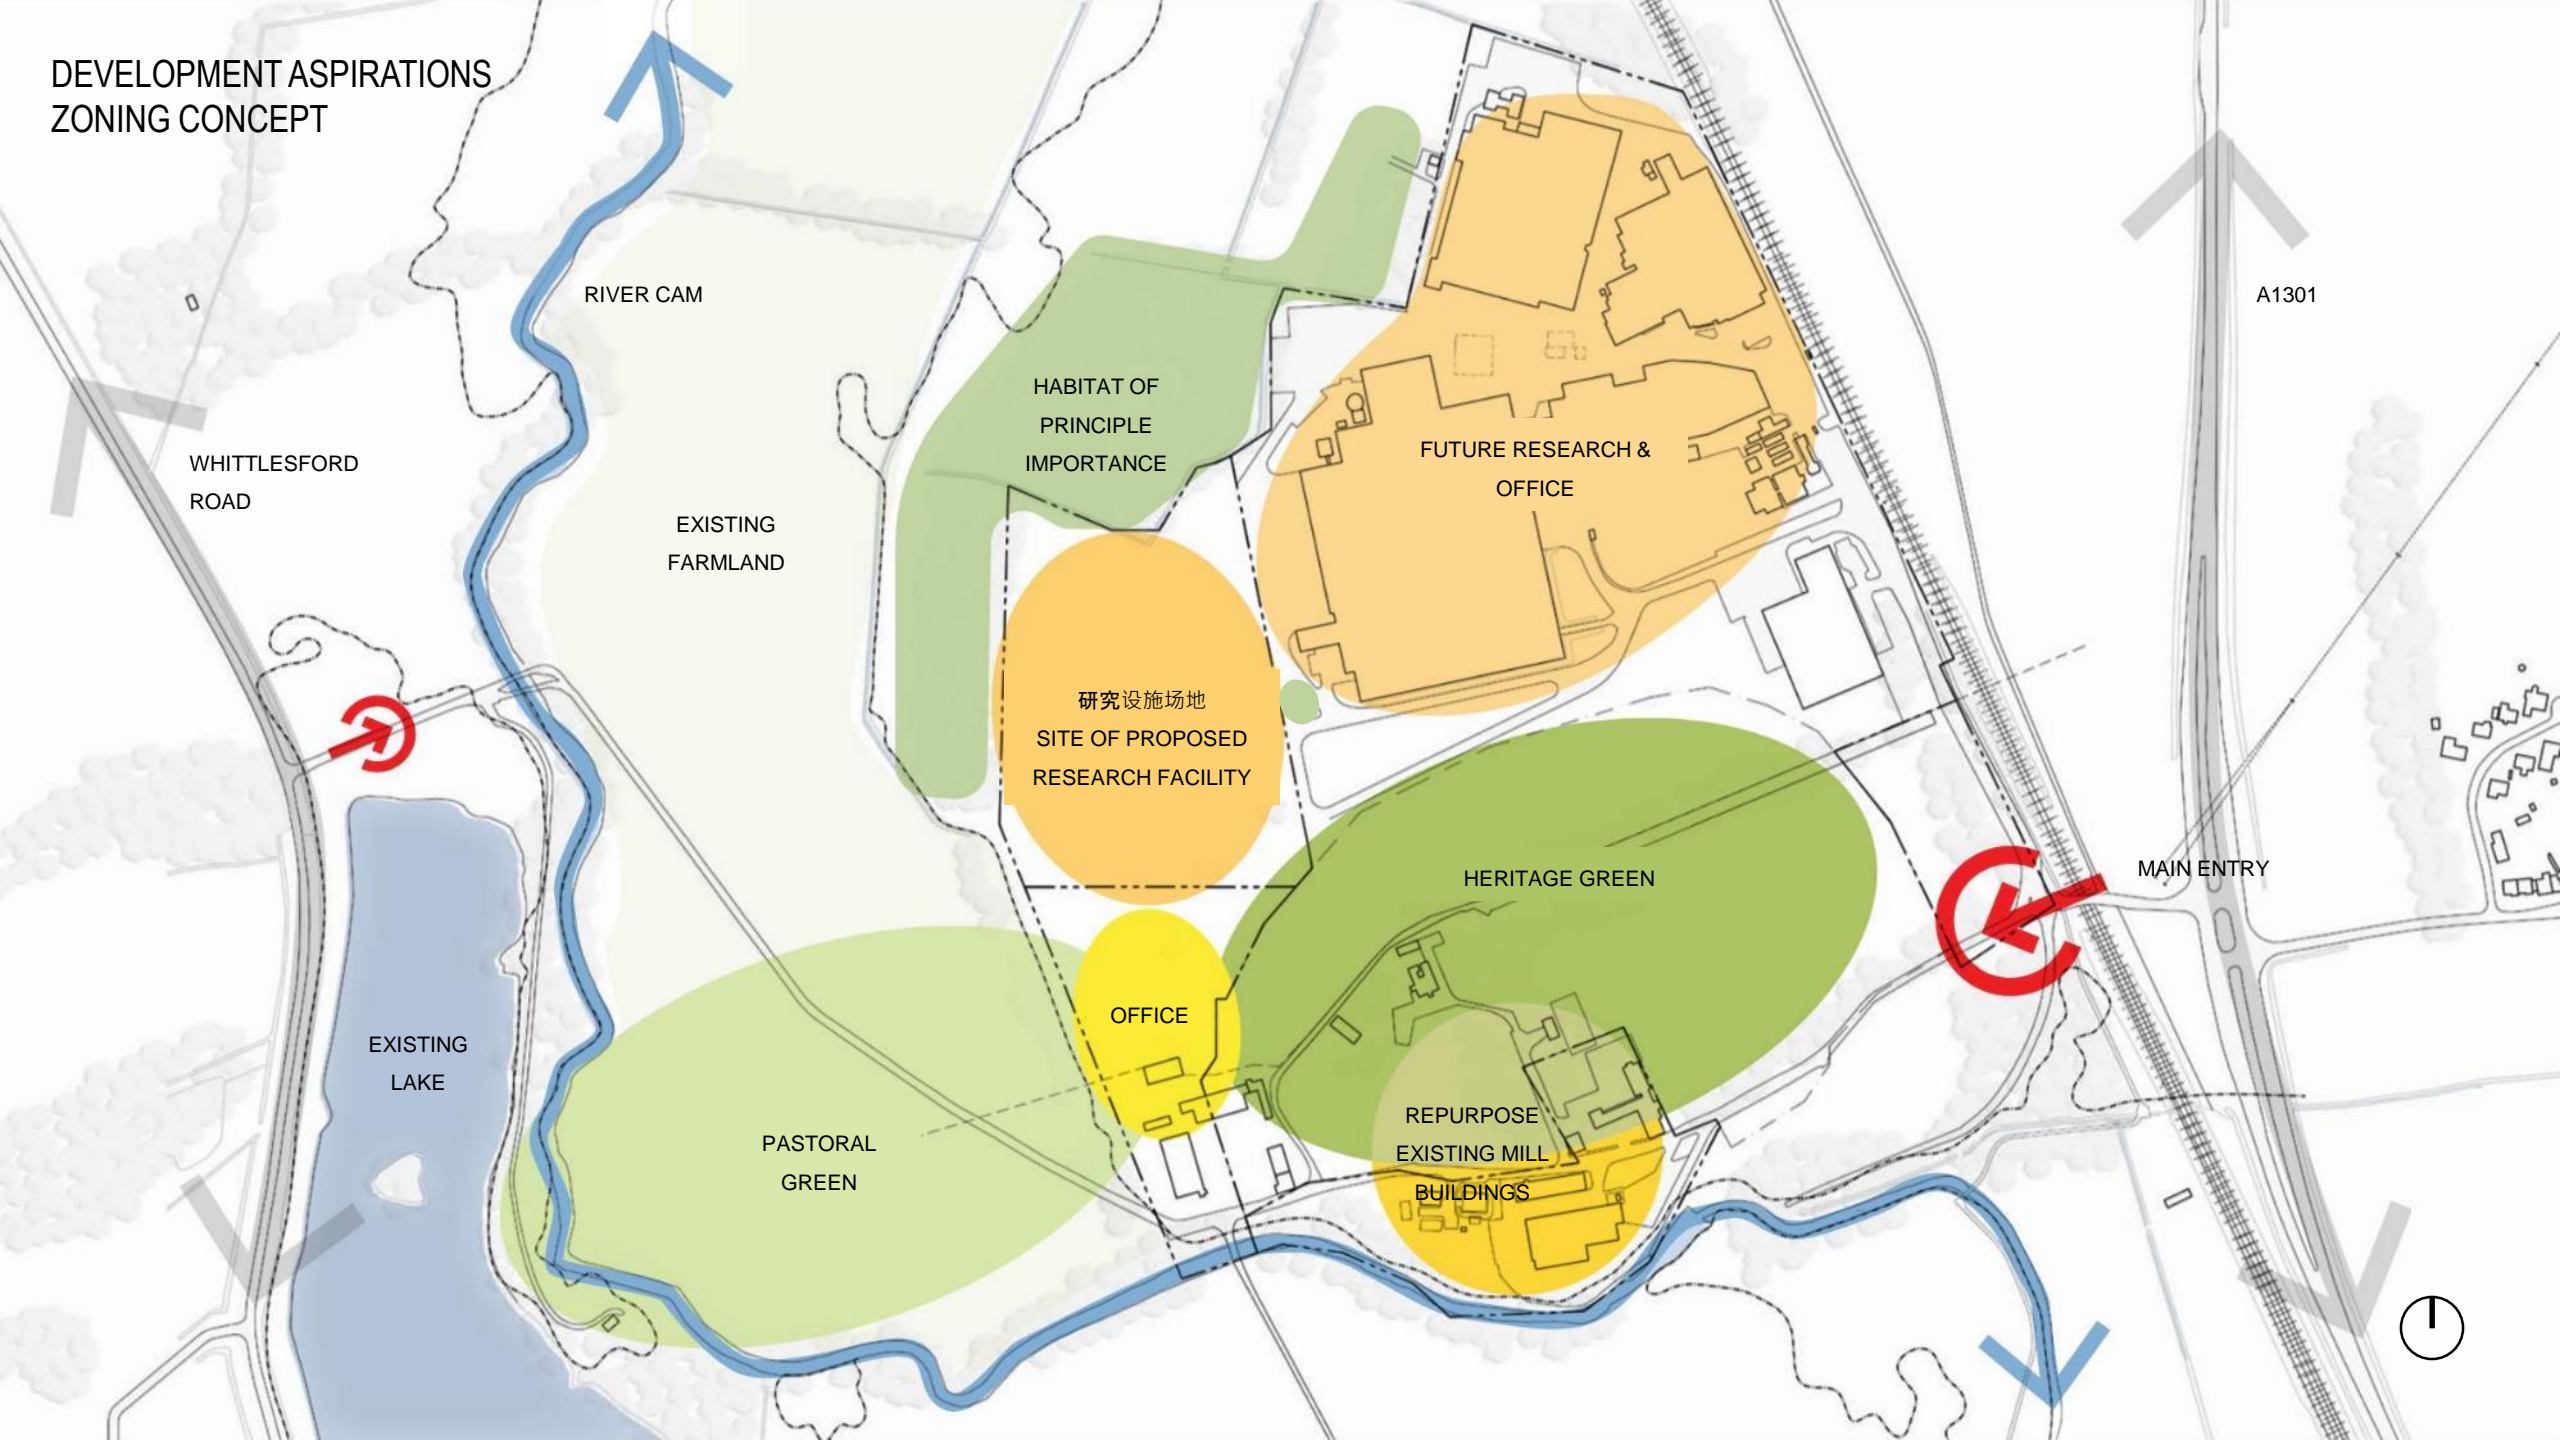 DEVELOPMENT ASPIRATIONS
ZONING CONCEPT
RIVER CAM
A1301
HABITAT OF
PRINCIPLE
IMPORTANCE
WHITTLESFORD
ROAD
FUTURE RESEARCH &
OFFICE
EXISTING
FARMLAND
研究设施场地
SITE OF PROPOSED
RESEARCH FACILITY
HERITAGE GREEN
MAIN ENTRY
OFFICE
EXISTING
LAKE
PASTORAL
GREEN
REPURPOSE
EXISTING MILL
BUILDINGS